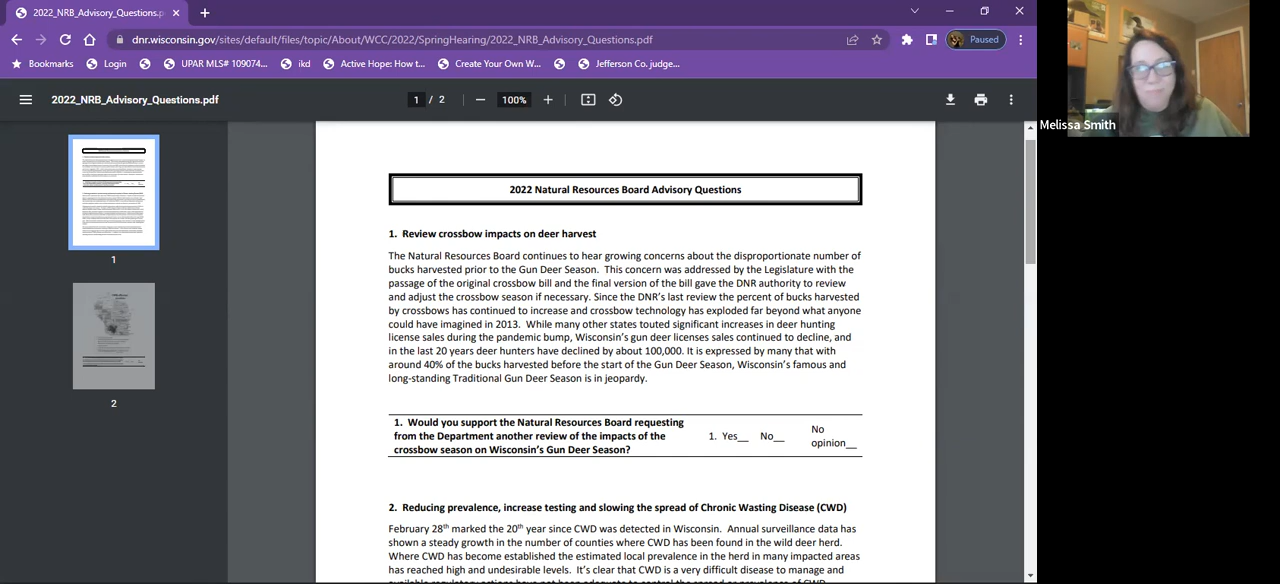 2022_NRB_Advisory_Questions.p
dnr.wisconsin.gov/sites/default/files/topic/About/WCC/2022/SpringHearing/2022_NRB_Advisory_Questions.pdf
Paused
Bookmarks
Login
UPAR MLS# 109074...
ikd
Active Hope: How t...
Create Your Own W...
Jefferson Co. judge...
2022_NRB_Advisory_Questions.pdf
1 / 2
100%
Melissa Smith
1
2
2022 Natural Resources Board Advisory Questions
1. Review crossbow impacts on deer harvest
The Natural Resources Board continues to hear growing concerns about the disproportionate number of
bucks harvested prior to the Gun Deer Season. This concern was addressed by the Legislature with the
passage of the original crossbow bill and the final version of the bill gave the DNR authority to review
and adjust the crossbow season if necessary. Since the DNR's last review the percent of bucks harvested
by crossbows has continued to increase and crossbow technology has exploded far beyond what anyone
could have imagined in 2013. While many other states touted significant increases in deer hunting
license sales during the pandemic bump, Wisconsin's gun deer licenses sales continued to decline, and
in the last 20 years deer hunters have declined by about 100,000. It is expressed by many that with
around 40% of the bucks harvested before the start of the Gun Deer Season, Wisconsin's famous and
long-standing Traditional Gun Deer Season is in jeopardy.
1. Would you support the Natural Resources Board requesting
from the Department another review of the impacts of the
crossbow season on Wisconsin's Gun Deer Season?
1. Yes__ No__ No
opinion__
2. Reducing prevalence, increase testing and slowing the spread of Chronic Wasting Disease (CWD)
February 28th marked the 20th year since CWD was detected in Wisconsin. Annual surveillance data has
shown a steady growth in the number of counties where CWD has been found in the wild deer herd.
Where CWD has become established the estimated local prevalence in the herd in many impacted areas
has reached high and undesirable levels. It's clear that CWD is a very difficult disease to manage and